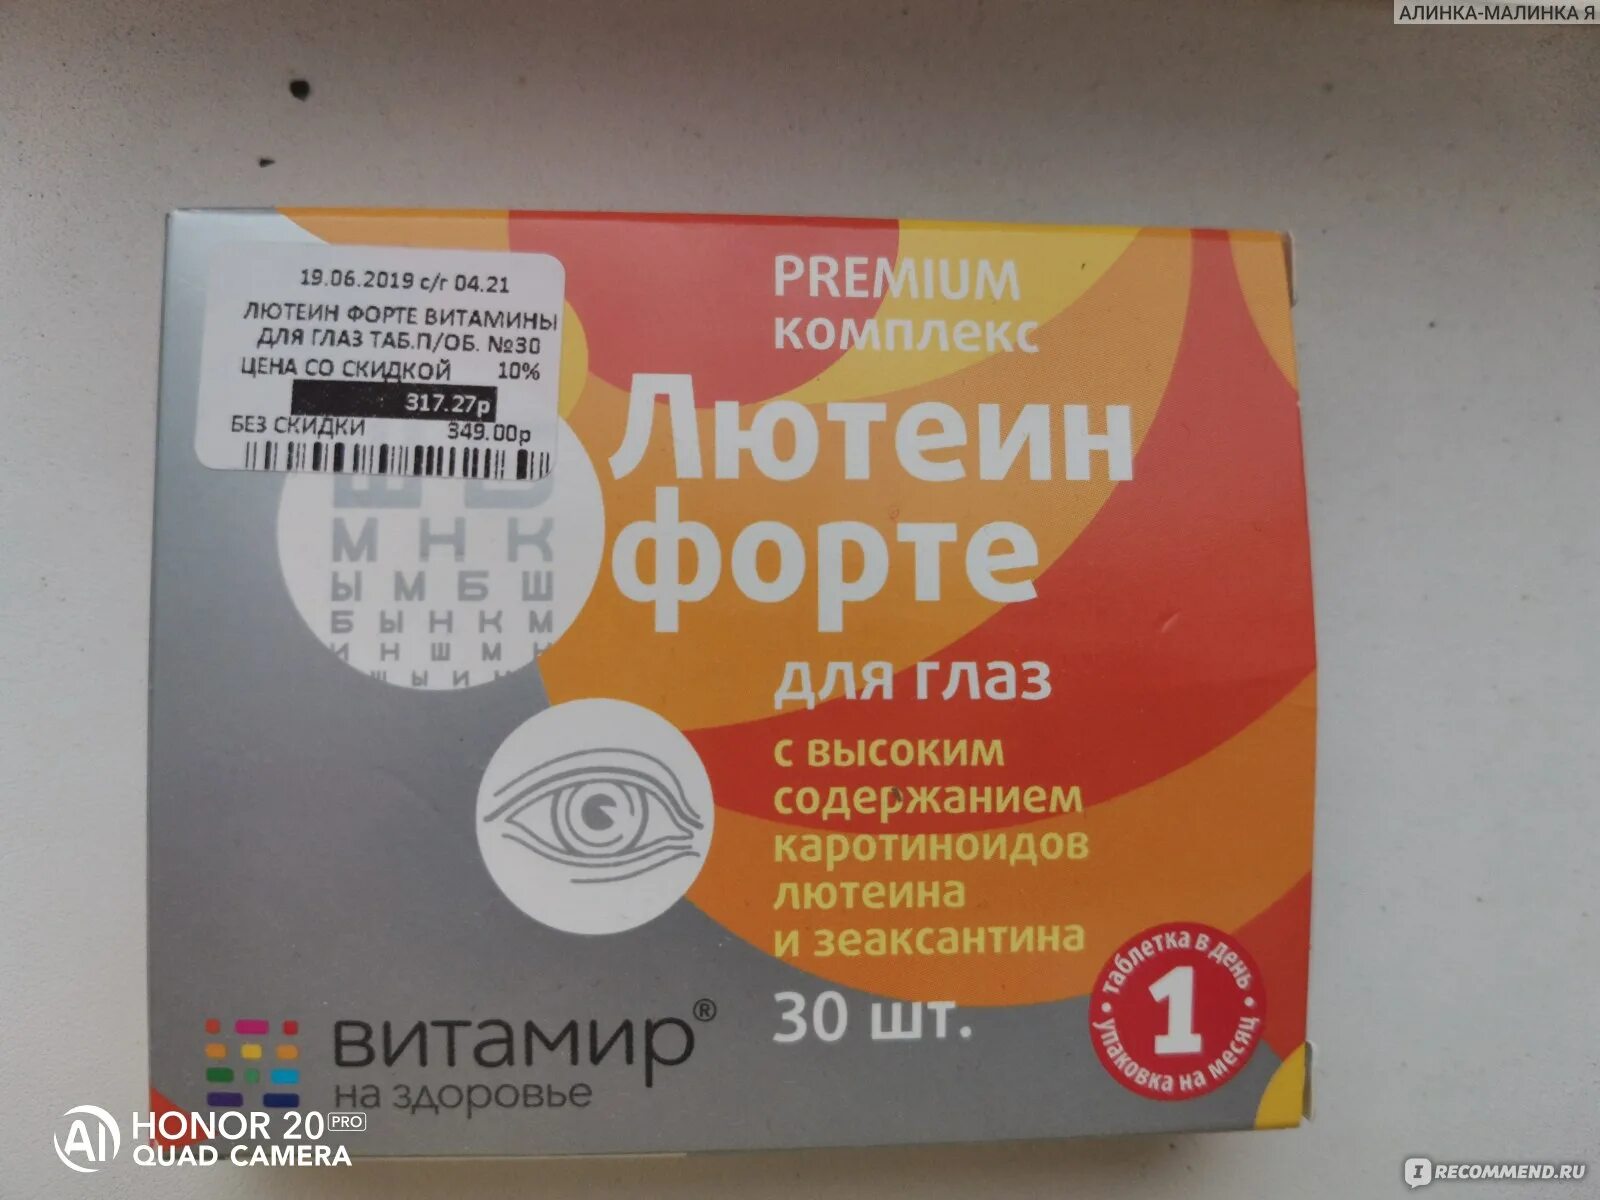 АЛИНКА-МАЛИНКА Я
19.06.2019 с/г 04.21
ЛЮТЕИН ФОРТЕ ВИТАМИНЫ
ДЛЯ ГЛАЗ ТАБ.П/ОБ. №30
ЦЕНА СО СКИДКОЙ 10%
317.27р
БЕЗ СКИДКИ 349.00р
PREMIUM
комплекс
Лютеин
форте
для глаз
с высоким
содержанием
каротиноидов
лютеина
и зеаксантина
30 шт.
М Н К
Ы М Б Ш
Б Ы Н К М
И Н Ш М Н
Ш Ы И Н
таблетка в день
1
упаковка на месяц
ВИТАМИР®
на здоровье
AI HONOR 20 PRO
QUAD CAMERA
IRECOMMEND.RU